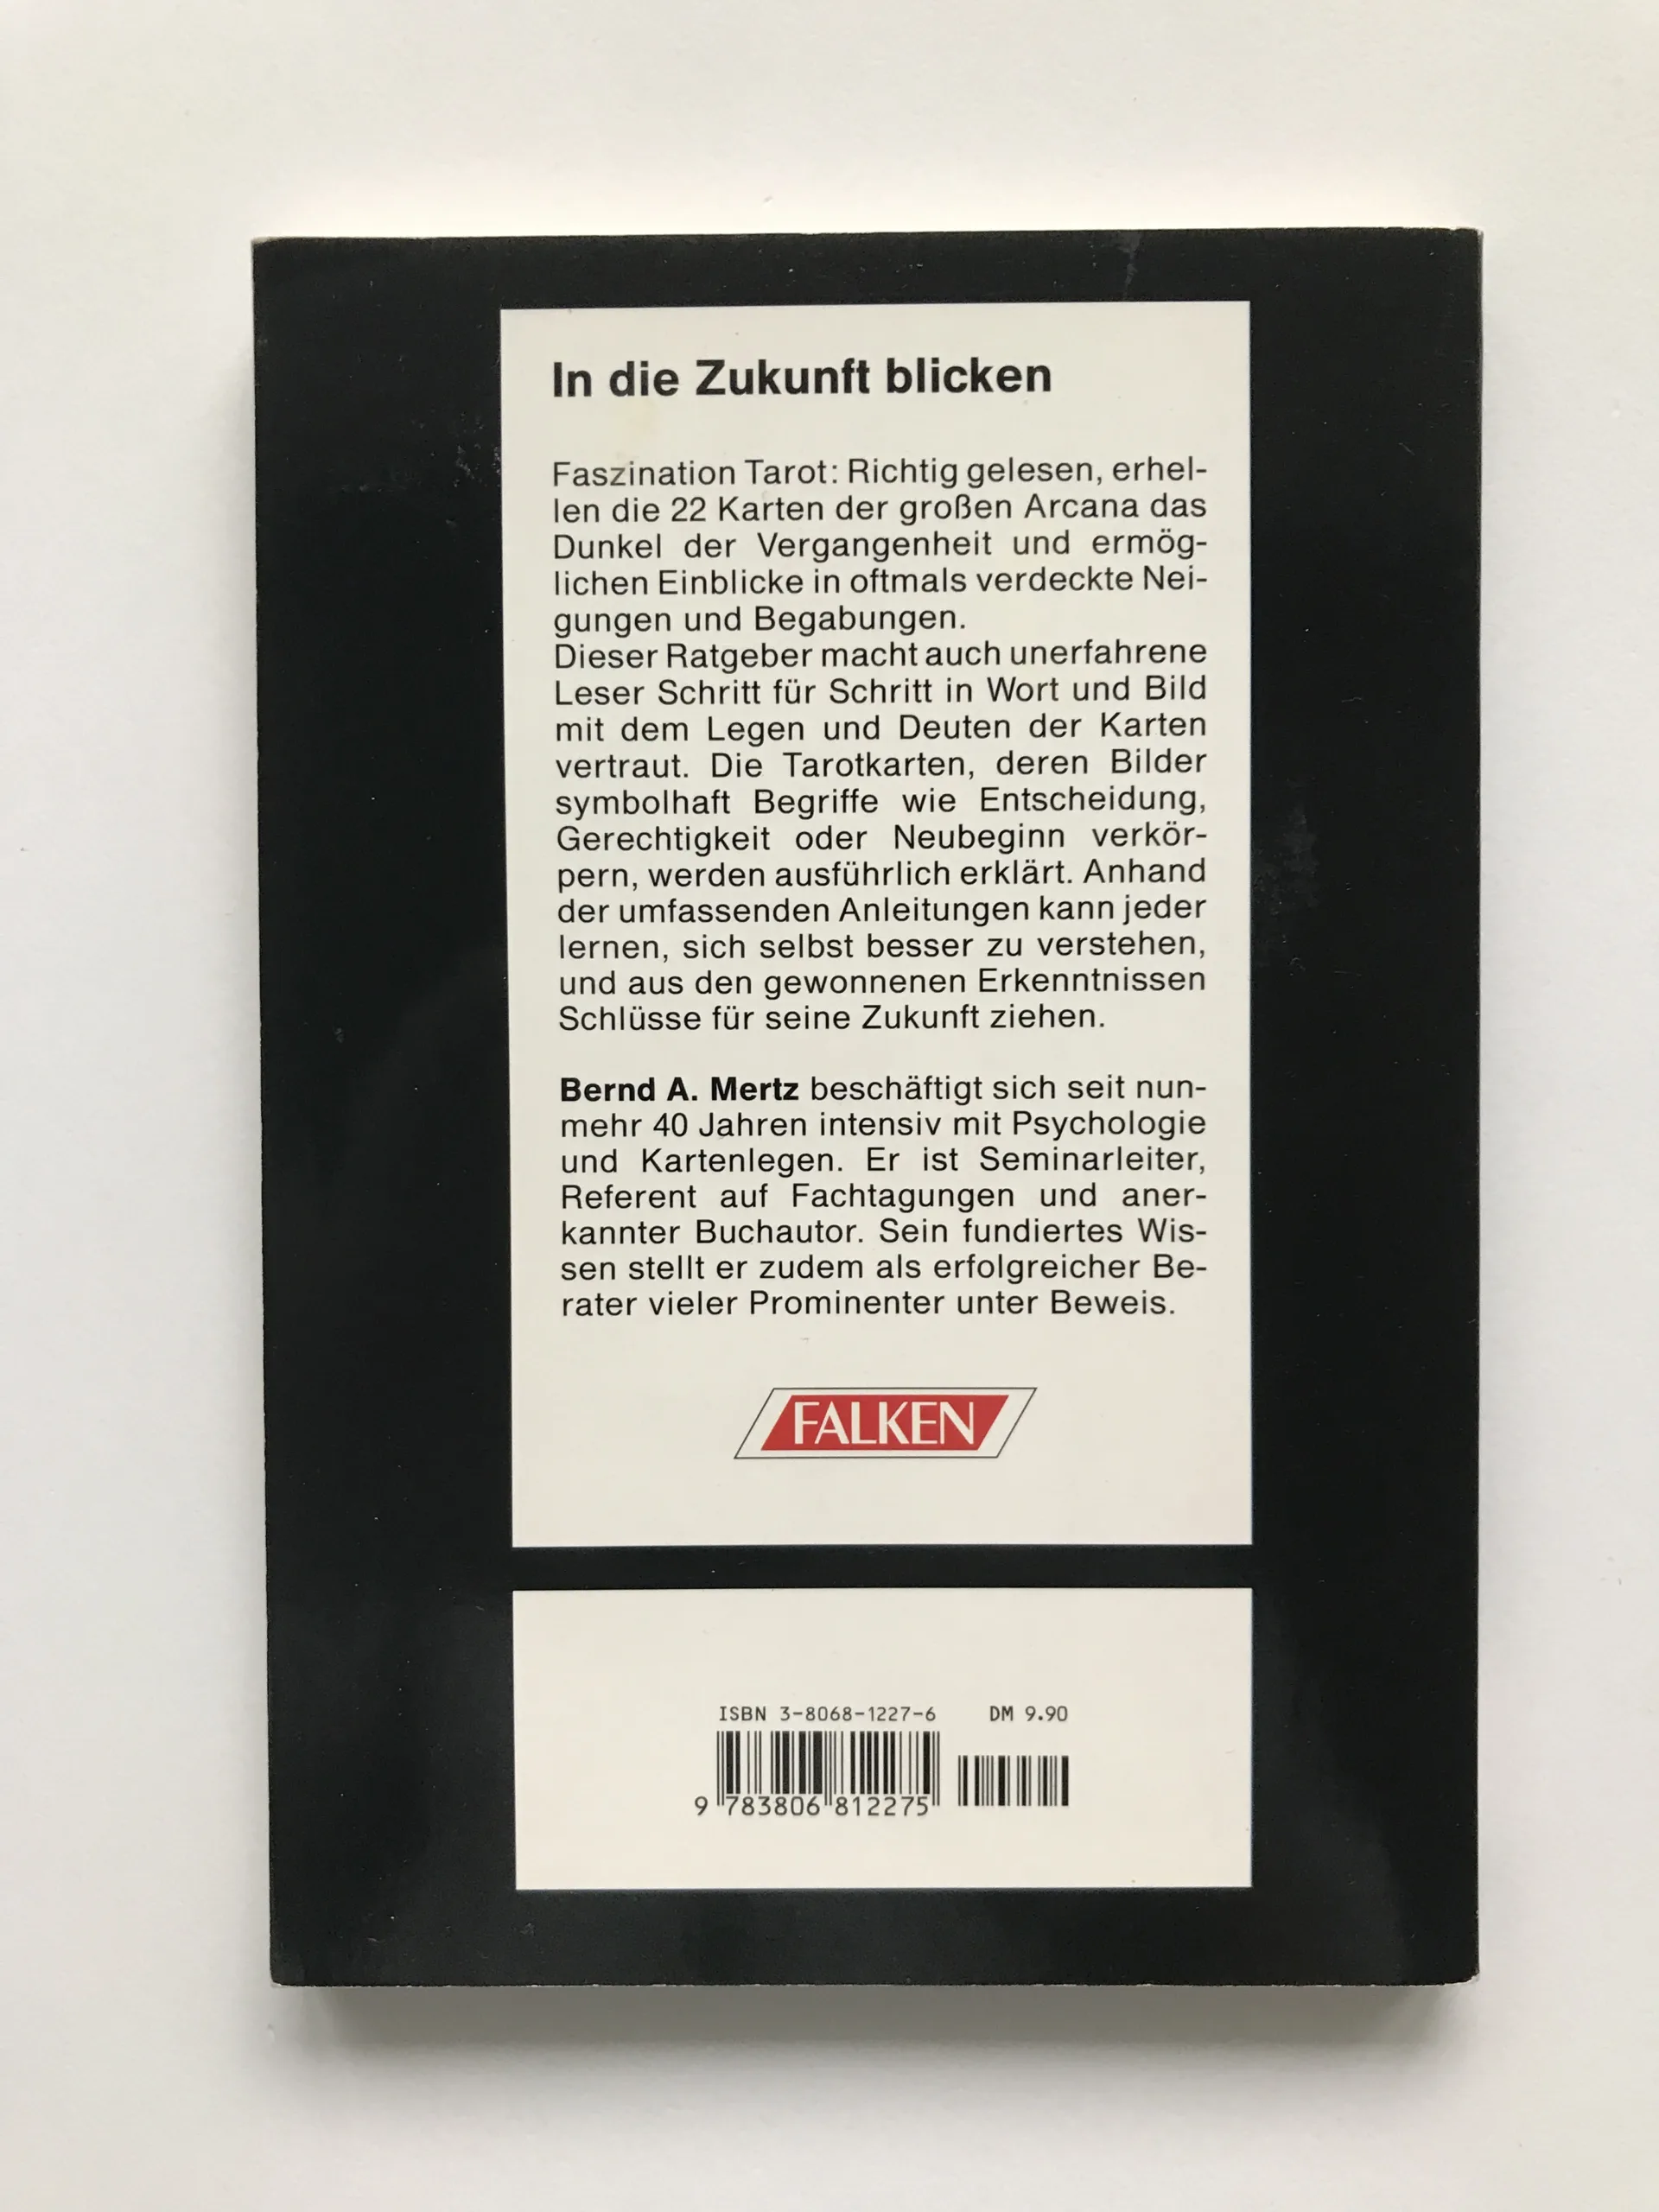 In die Zukunft blicken
Faszination Tarot: Richtig gelesen, erhel-
len die 22 Karten der großen Arcana das
Dunkel der Vergangenheit und ermög-
lichen Einblicke in oftmals verdeckte Nei-
gungen und Begabungen.
Dieser Ratgeber macht auch unerfahrene
Leser Schritt für Schritt in Wort und Bild
mit dem Legen und Deuten der Karten
vertraut. Die Tarotkarten, deren Bilder
symbolhaft Begriffe wie Entscheidung,
Gerechtigkeit oder Neubeginn verkör-
pern, werden ausführlich erklärt. Anhand
der umfassenden Anleitungen kann jeder
lernen, sich selbst besser zu verstehen,
und aus den gewonnenen Erkenntnissen
Schlüsse für seine Zukunft ziehen.
Bernd A. Mertz beschäftigt sich seit nun-
mehr 40 Jahren intensiv mit Psychologie
und Kartenlegen. Er ist Seminarleiter,
Referent auf Fachtagungen und aner-
kannter Buchautor. Sein fundiertes Wis-
sen stellt er zudem als erfolgreicher Be-
rater vieler Prominenter unter Beweis.
FALKEN
ISBN 3-8068-1227-6 DM 9.90
9 783806 812275